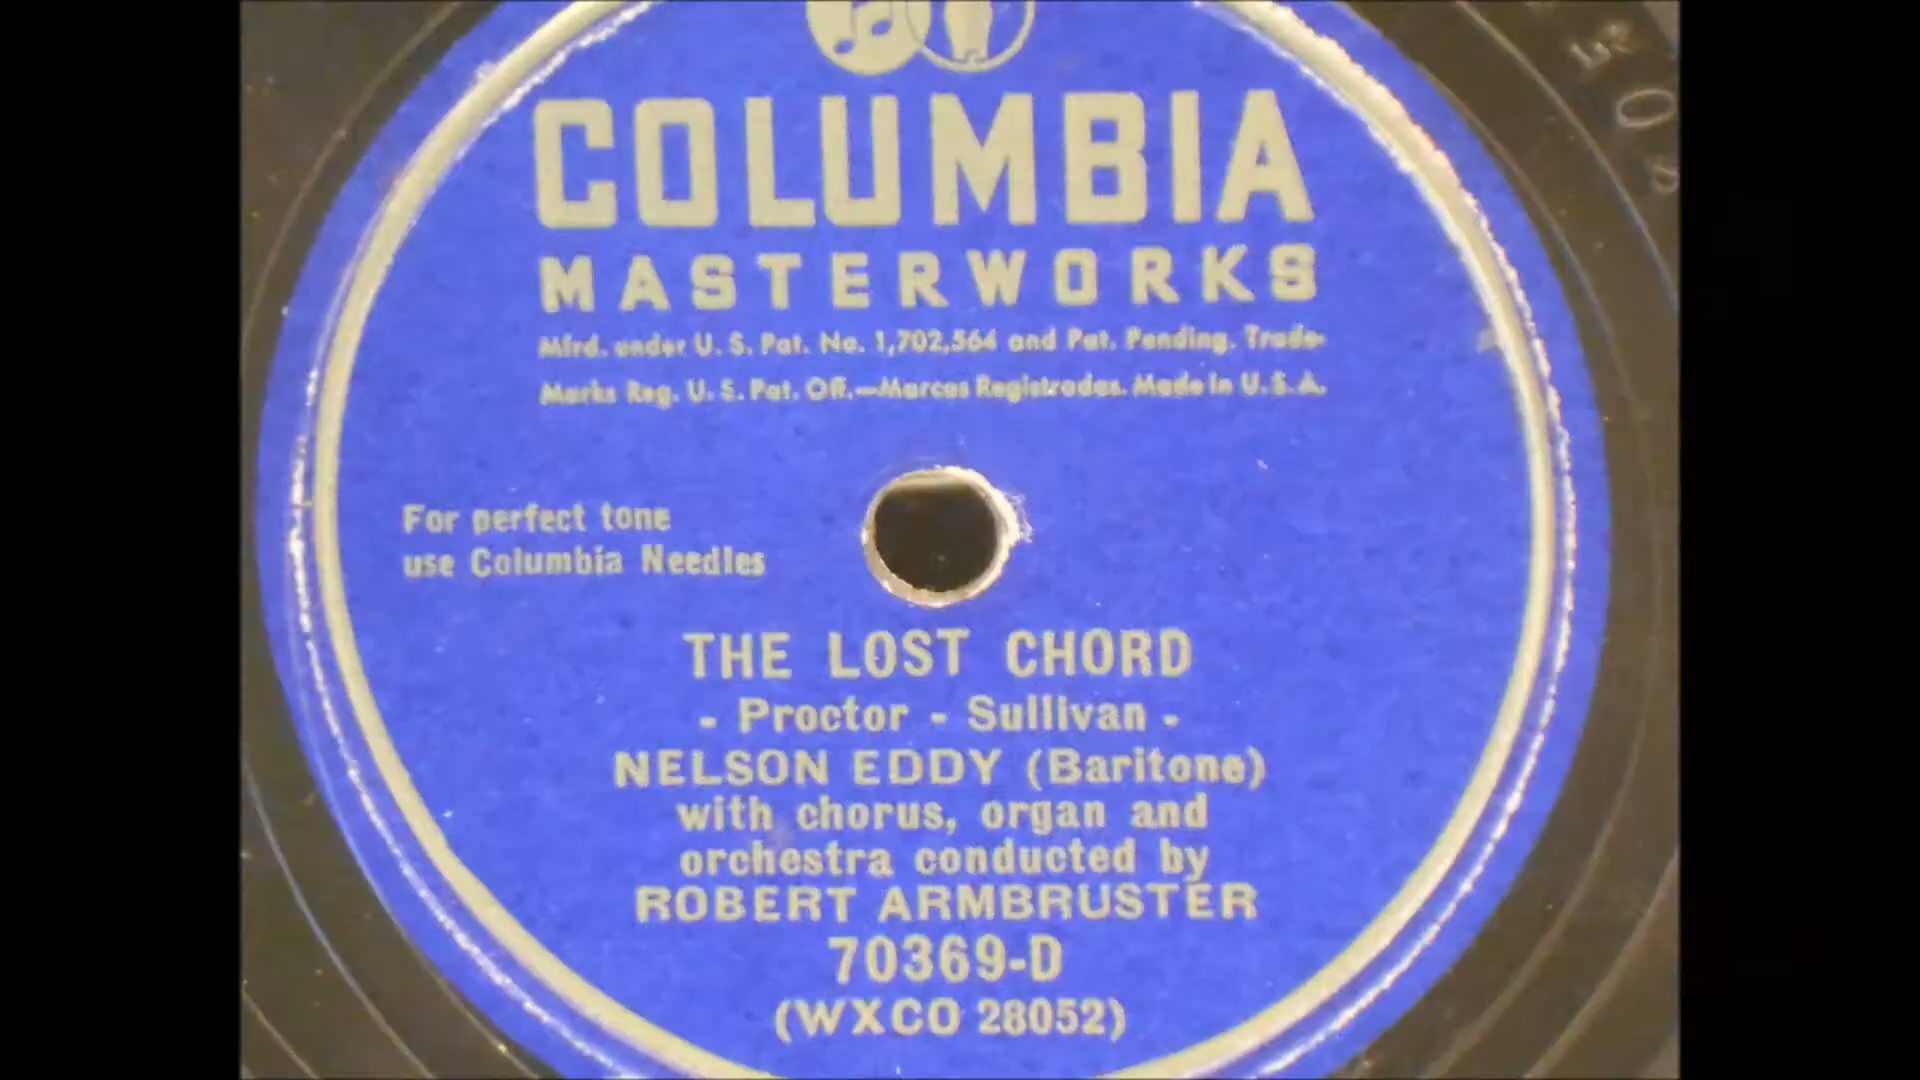 COLUMBIA
MASTERWORKS
Mfrd. under U. S. Pat. No. 1,702,564 and Pat. Pending. Trade-
Marks Reg. U. S. Pat. Off.—Marcas Registradas. Made in U. S. A.
For perfect tone
use Columbia Needles
THE LOST CHORD
- Proctor - Sullivan -
NELSON EDDY (Baritone)
with chorus, organ and
orchestra conducted by
ROBERT ARMBRUSTER
70369-D
(WXCO 28052)